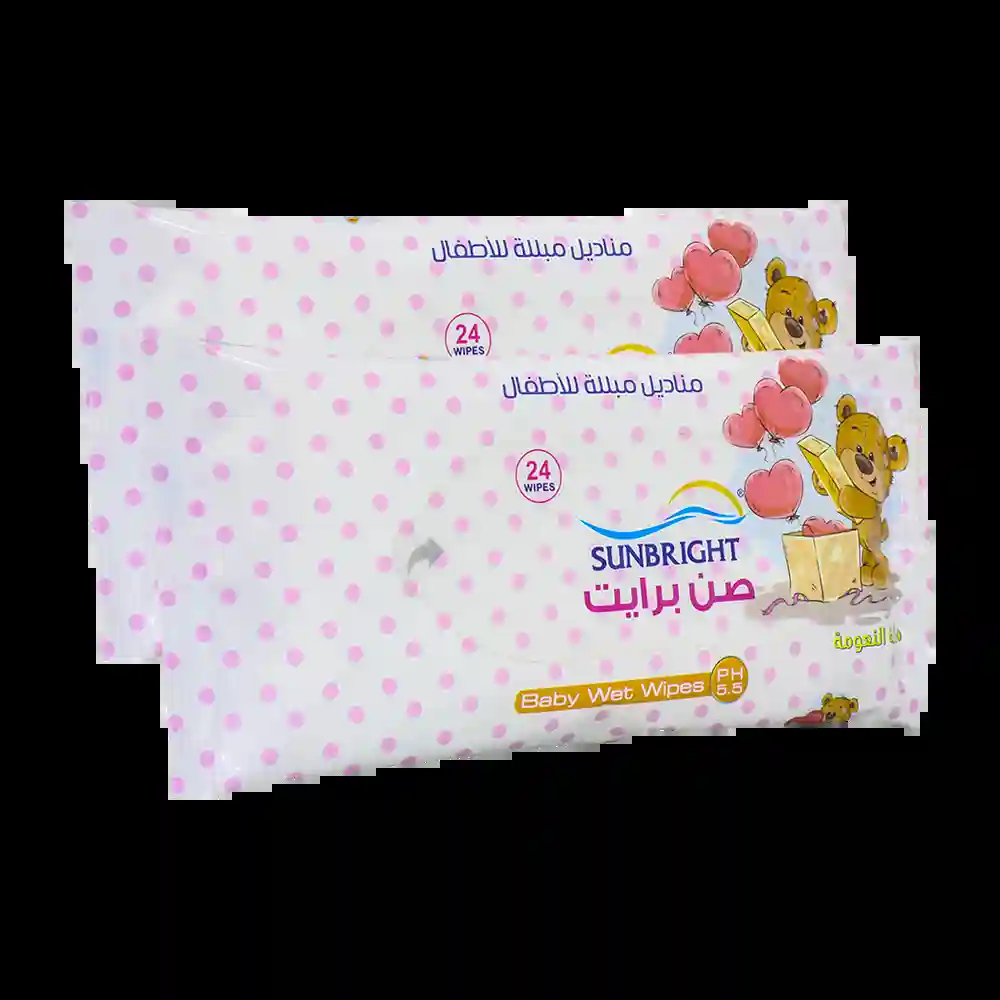 مناديل مبللة للأطفال
24
WIPES
مناديل مبللة للأطفال
24
WIPES
®
SUNBRIGHT
صن برايت
النعومة
Baby Wet Wipes
PH
5.5